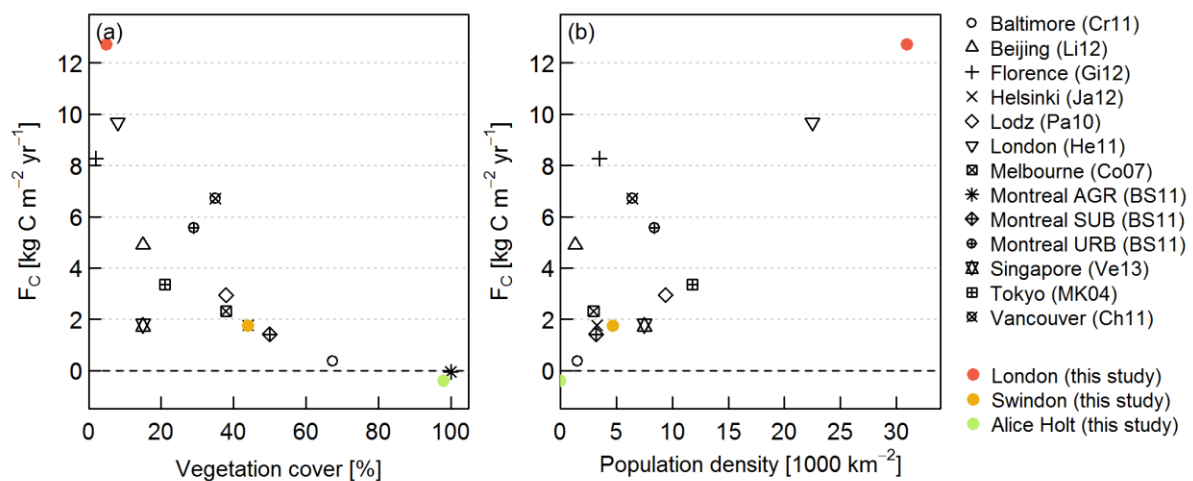 (a)
F_C [kg C m⁻² yr⁻¹]
12
10
8
6
4
2
0
0 20 40 60 80 100
Vegetation cover [%]
(b)
F_C [kg C m⁻² yr⁻¹]
12
10
8
6
4
2
0
0 5 10 15 20 25 30
Population density [1000 km⁻²]
Baltimore (Cr11)
Beijing (Li12)
Florence (Gi12)
Helsinki (Ja12)
Lodz (Pa10)
London (He11)
Melbourne (Co07)
Montreal AGR (BS11)
Montreal SUB (BS11)
Montreal URB (BS11)
Singapore (Ve13)
Tokyo (MK04)
Vancouver (Ch11)
London (this study)
Swindon (this study)
Alice Holt (this study)